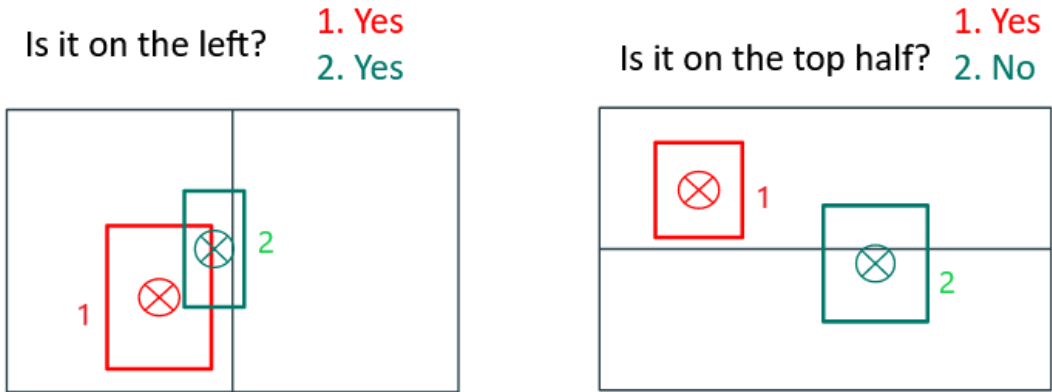 Is it on the left?
1. Yes
2. Yes
Is it on the top half?
1. Yes
2. No
1
2
1
2